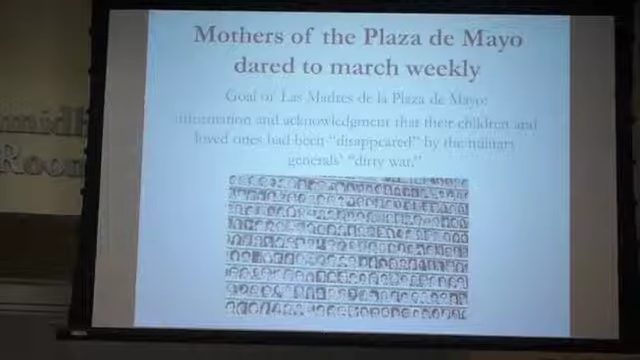 Mothers of the Plaza de Mayo
dared to march weekly
Goal of Las Madres de la Plaza de Mayo:
information and acknowledgment that their children and
loved ones had been "disappeared" by the military
generals' "dirty war."
Room